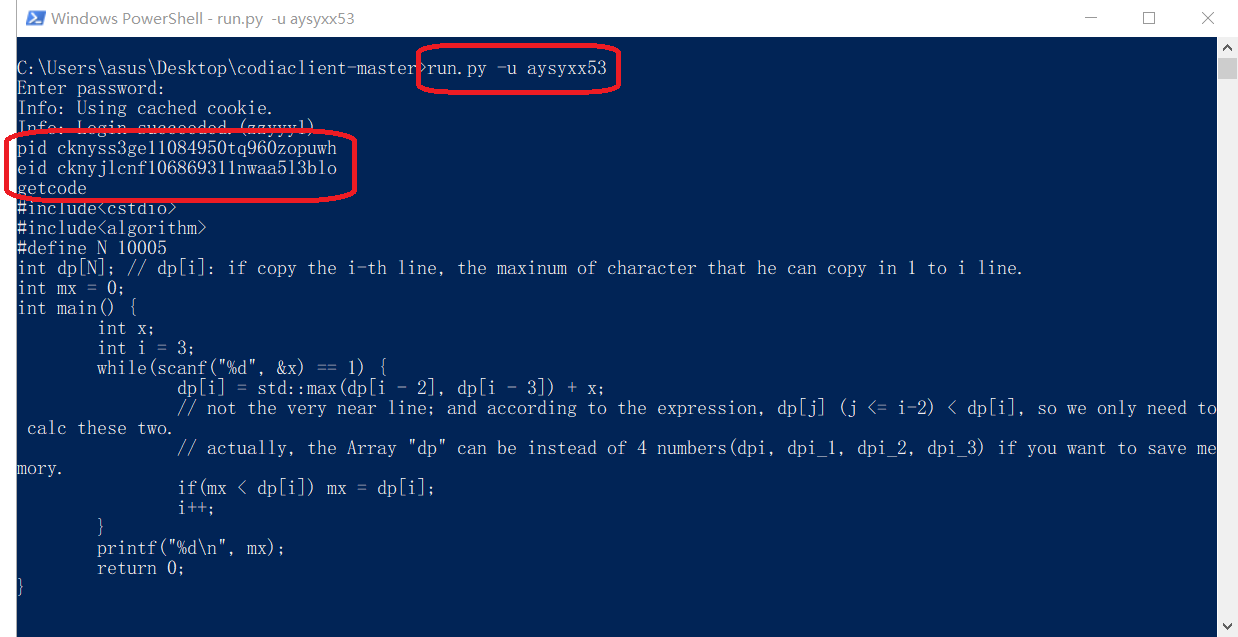 Windows PowerShell - run.py  -u aysyxx53
C:\Users\asus\Desktop\codiaclient-master>run.py -u aysyxx53
Enter password:
Info: Using cached cookie.
Info: Login succeeded.(zzyyyl)
pid cknyss3gel1084950tq960zopuwh
eid cknyjlcnf106869311nwaa5l3blo
getcode
#include<cstdio>
#include<algorithm>
#define N 10005
int dp[N]; // dp[i]: if copy the i-th line, the maxinum of character that he can copy in 1 to i line.
int mx = 0;
int main() {
        int x;
        int i = 3;
        while(scanf("%d", &x) == 1) {
                dp[i] = std::max(dp[i - 2], dp[i - 3]) + x;
                // not the very near line; and according to the expression, dp[j] (j <= i-2) < dp[i], so we only need to
 calc these two.
                // actually, the Array "dp" can be instead of 4 numbers(dpi, dpi_1, dpi_2, dpi_3) if you want to save me
mory.
                if(mx < dp[i]) mx = dp[i];
                i++;
        }
        printf("%d\n", mx);
        return 0;
}